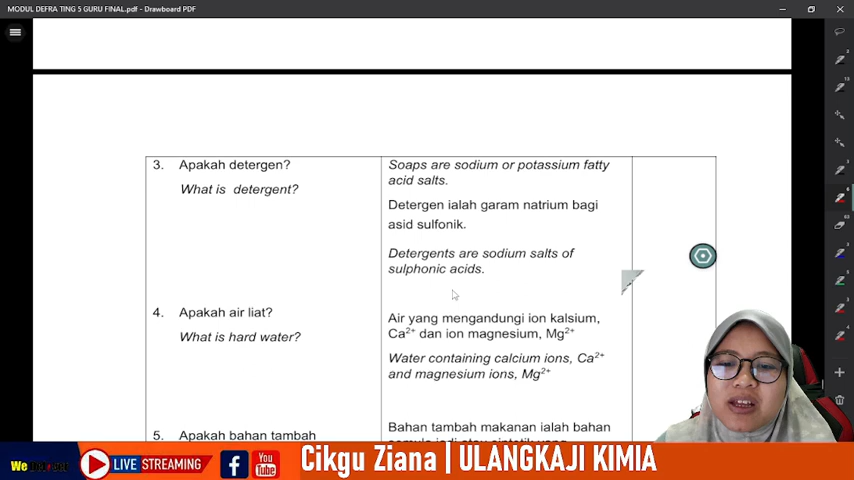 MODUL DEFRA TING 5 GURU FINAL.pdf - Drawboard PDF
3. Apakah detergen?
What is detergent?
Soaps are sodium or potassium fatty
acid salts.
Detergen ialah garam natrium bagi
asid sulfonik.
Detergents are sodium salts of
sulphonic acids.
4. Apakah air liat?
What is hard water?
Air yang mengandungi ion kalsium,
Ca²⁺ dan ion magnesium, Mg²⁺
Water containing calcium ions, Ca²⁺
and magnesium ions, Mg²⁺
5. Apakah bahan tambah
Bahan tambah makanan ialah bahan
LIVE STREAMING
You
Tube
Cikgu Ziana | ULANGKAJI KIMIA